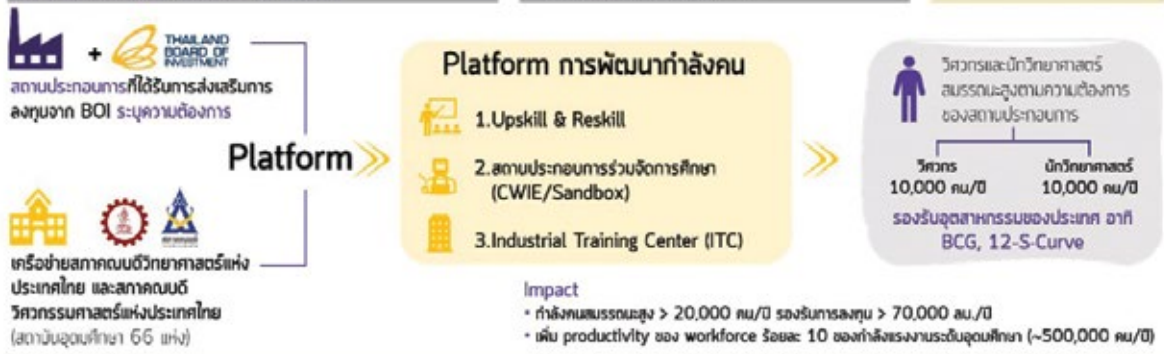 THAILAND
BOARD OF
INVESTMENT
+
สถานประกอบการที่ได้รับการส่งเสริมการ
ลงทุนจาก BOI ระบุความต้องการ
Platform
เครือข่ายสภาคณบดีวิทยาศาสตร์แห่ง
ประเทศไทย และสภาคณบดี
วิศวกรรมศาสตร์แห่งประเทศไทย
(สถาบันอุดมศึกษา 66 แห่ง)
Platform การพัฒนากำลังคน
1.Upskill & Reskill
2.สถานประกอบการร่วมจัดการศึกษา
(CWIE/Sandbox)
3.Industrial Training Center (ITC)
วิศวกรและนักวิทยาศาสตร์
สมรรถนะสูงตามความต้องการ
ของสถานประกอบการ
วิศวกร
10,000 คน/ปี
นักวิทยาศาสตร์
10,000 คน/ปี
รองรับอุตสาหกรรมของประเทศ อาทิ
BCG, 12-S-Curve
Impact
• กำลังคนสมรรถนะสูง > 20,000 คน/ปี รองรับการลงทุน > 70,000 ลบ./ปี
• เพิ่ม productivity ของ workforce ร้อยละ 10 ของกำลังแรงงานระดับอุดมศึกษา (~500,000 คน/ปี)